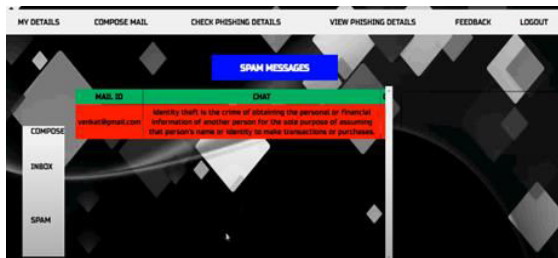 MY DETAILS COMPOSE MAIL CHECK PHISHING DETAILS VIEW PHISHING DETAILS FEEDBACK LOGOUT
SPAM MESSAGES
MAIL ID CHAT
Identity theft is the crime of obtaining the personal or financial
venkat@gmail.com information of another person for the sole purpose of assuming
that person's name or identity to make transactions or purchases.
COMPOSE
INBOX
SPAM